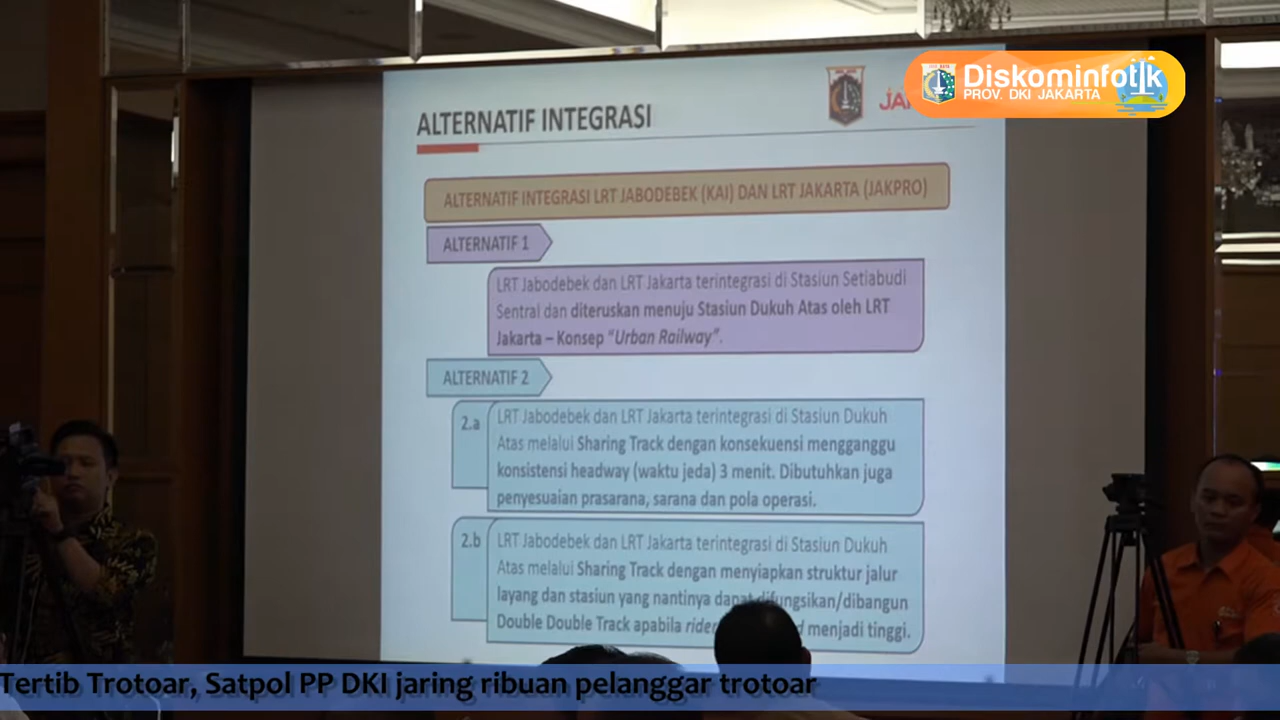 Diskominfotik
PROV. DKI JAKARTA
ALTERNATIF INTEGRASI
ALTERNATIF INTEGRASI LRT JABODEBEK (KAI) DAN LRT JAKARTA (JAKPRO)
ALTERNATIF 1
LRT Jabodebek dan LRT Jakarta terintegrasi di Stasiun Setiabudi
Sentral dan diteruskan menuju Stasiun Dukuh Atas oleh LRT
Jakarta – Konsep "Urban Railway".
ALTERNATIF 2
2.a
LRT Jabodebek dan LRT Jakarta terintegrasi di Stasiun Dukuh
Atas melalui Sharing Track dengan konsekuensi mengganggu
konsistensi headway (waktu jeda) 3 menit. Dibutuhkan juga
penyesuaian prasarana, sarana dan pola operasi.
2.b
LRT Jabodebek dan LRT Jakarta terintegrasi di Stasiun Dukuh
Atas melalui Sharing Track dengan menyiapkan struktur jalur
layang dan stasiun yang nantinya dapat difungsikan/dibangun
Double Double Track apabila menjadi tinggi.
Tertib Trotoar, Satpol PP DKI jaring ribuan pelanggar trotoar